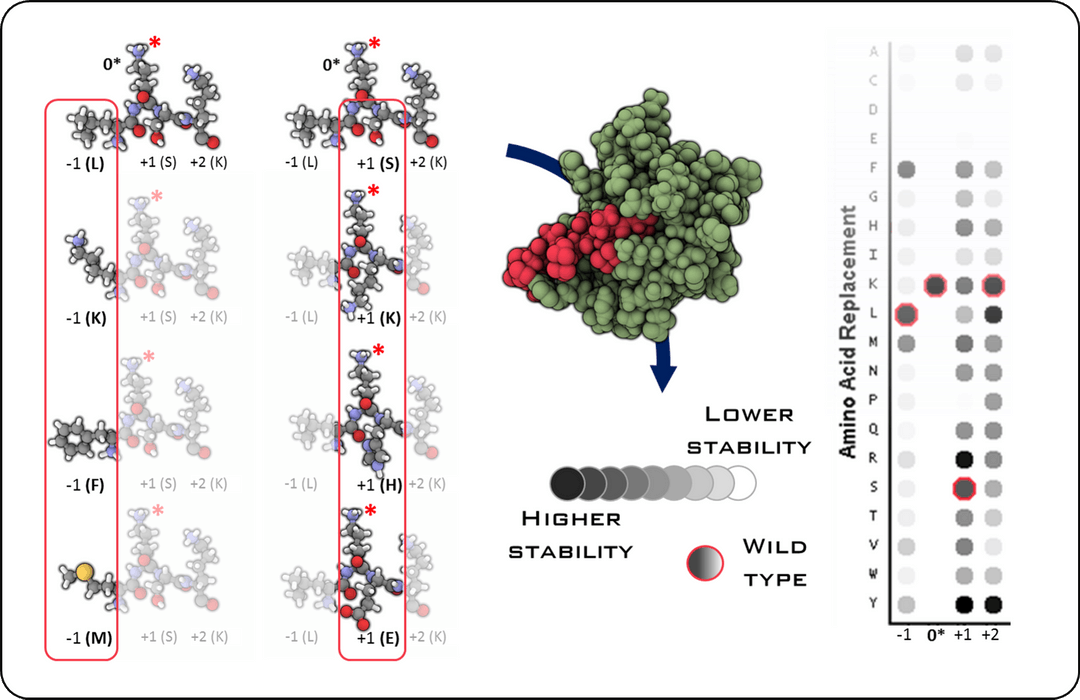 *
0*
-1 (L) +1 (S) +2 (K)
*
-1 (K) +1 (S) +2 (K)
*
-1 (F) +1 (S) +2 (K)
*
-1 (M) +1 (S) +2 (K)
*
0*
-1 (L) +1 (S) +2 (K)
*
-1 (L) +1 (K) +2 (K)
*
-1 (L) +1 (H) +2 (K)
*
-1 (L) +1 (E) +2 (K)
LOWER
STABILITY
HIGHER
STABILITY
WILD
TYPE
Amino Acid Replacement
A
C
D
E
F
G
H
I
K
L
M
N
P
Q
R
S
T
V
W
Y
-1 0* +1 +2